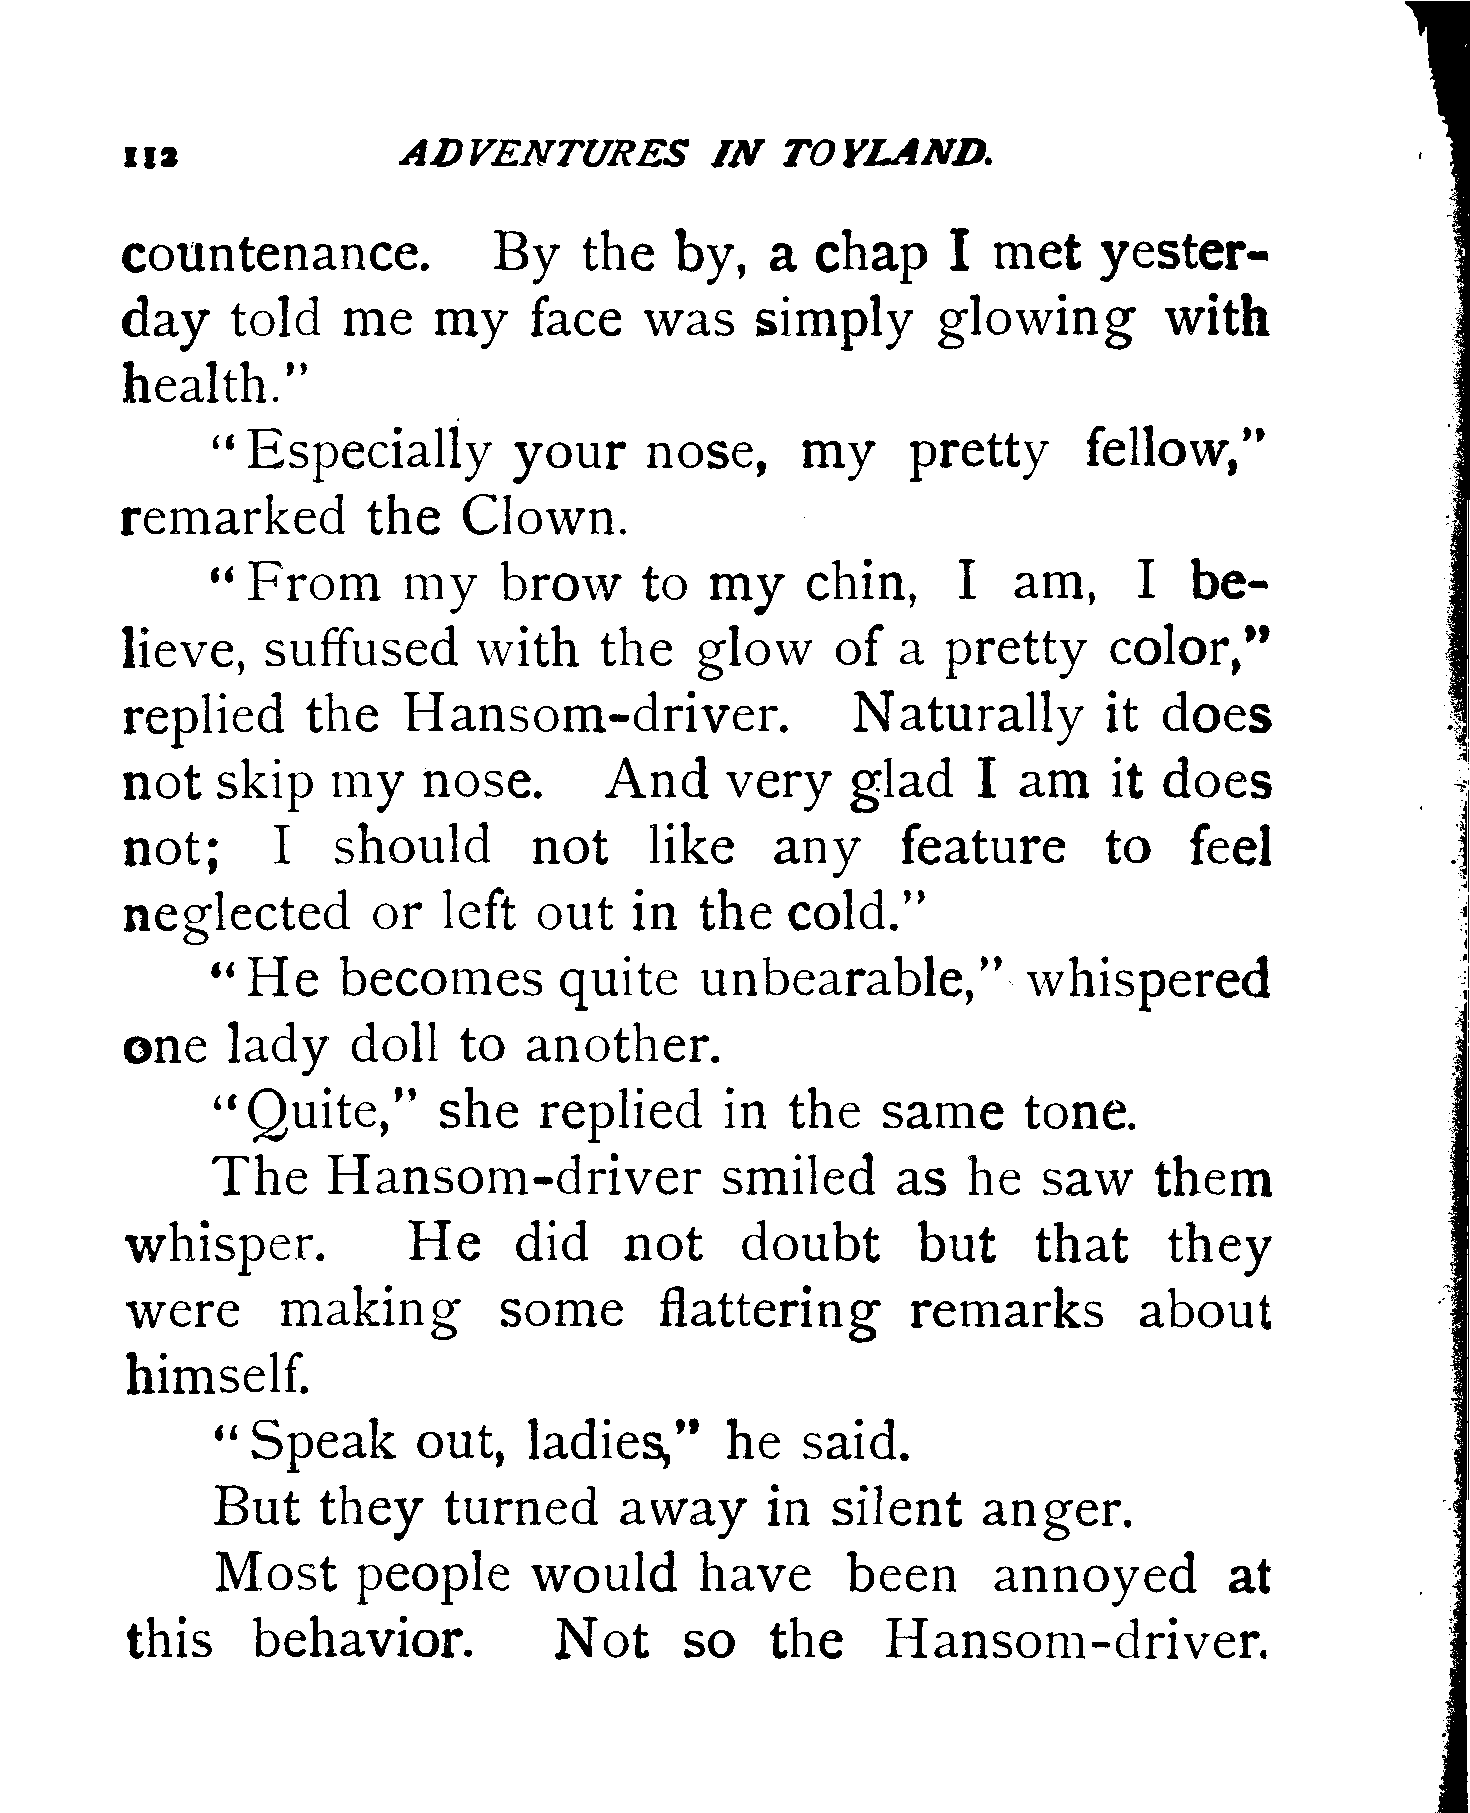 112 ADVENTURES IN TOYLAND.
countenance. By the by, a chap I met yester-
day told me my face was simply glowing with
health."
"Especially your nose, my pretty fellow,"
remarked the Clown.
"From my brow to my chin, I am, I be-
lieve, suffused with the glow of a pretty color,"
replied the Hansom-driver. Naturally it does
not skip my nose. And very glad I am it does
not; I should not like any feature to feel
neglected or left out in the cold."
"He becomes quite unbearable," whispered
one lady doll to another.
"Quite," she replied in the same tone.
The Hansom-driver smiled as he saw them
whisper. He did not doubt but that they
were making some flattering remarks about
himself.
"Speak out, ladies," he said.
But they turned away in silent anger.
Most people would have been annoyed at
this behavior. Not so the Hansom-driver.